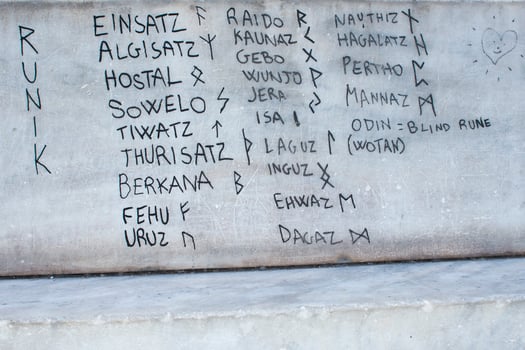 RUNIK
EINSATZ ᚨ
ALGISATZ ᛉ
HOSTAL ᛟ
SOWELO ᛊ
TIWATZ ↑
THURISATZ ᚦ
BERKANA ᛒ
FEHU ᚠ
URUZ ᚢ
RAIDO ᚱ
KAUNAZ ᚲ
GEBO ᚷ
WUNJO ᚹ
JERA ᛃ
ISA ᛁ
LAGUZ ᛚ
INGUZ ᛝ
EHWAZ ᛖ
DAGAZ ᛞ
NAUTHIZ ᚾ
HAGALATZ ᚺ
PERTHO ᛈ
MANNAZ ᛗ
ODIN = BLIND RUNE
(WOTAN)